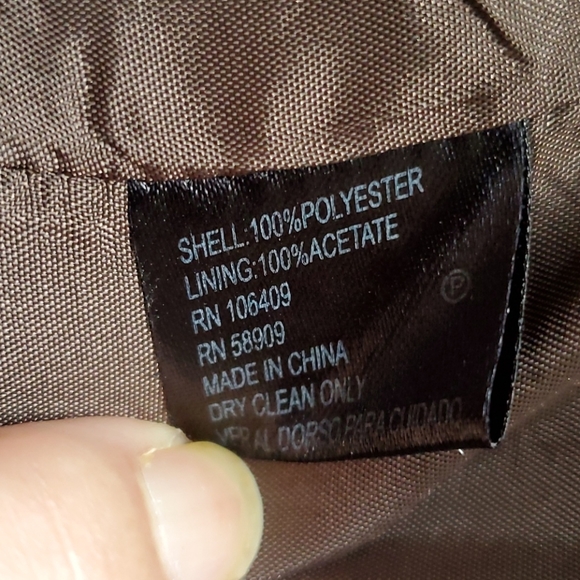 SHELL:100%POLYESTER
LINING:100%ACETATE
RN 106409
RN 58909
MADE IN CHINA
DRY CLEAN ONLY
VER AL DORSO PARA CUIDADO
P